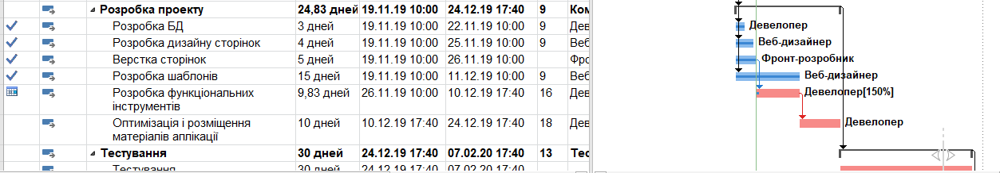 Розробка проекту 24,83 дней 19.11.19 10:00 24.12.19 17:40 9 Ком
Розробка БД 3 дней 19.11.19 10:00 22.11.19 10:00 9 Дев Девелопер
Розробка дизайну сторінок 4 дней 19.11.19 10:00 25.11.19 10:00 9 Веб Веб-дизайнер
Верстка сторінок 5 дней 19.11.19 10:00 26.11.19 10:00 Фро Фронт-розробник
Розробка шаблонів 15 дней 19.11.19 10:00 11.12.19 10:00 9 Веб Веб-дизайнер
Розробка функціональних 9,83 дней 26.11.19 10:00 10.12.19 17:40 16 Дев Девелопер[150%]
інструментів
Оптимізація і розміщення 10 дней 10.12.19 17:40 24.12.19 17:40 18 Дев Девелопер
матеріалів аплікації
Тестування 30 дней 24.12.19 17:40 07.02.20 17:40 13 Тес
Тестування 30 дней 24.12.19 17:40 07.02.20 17:40